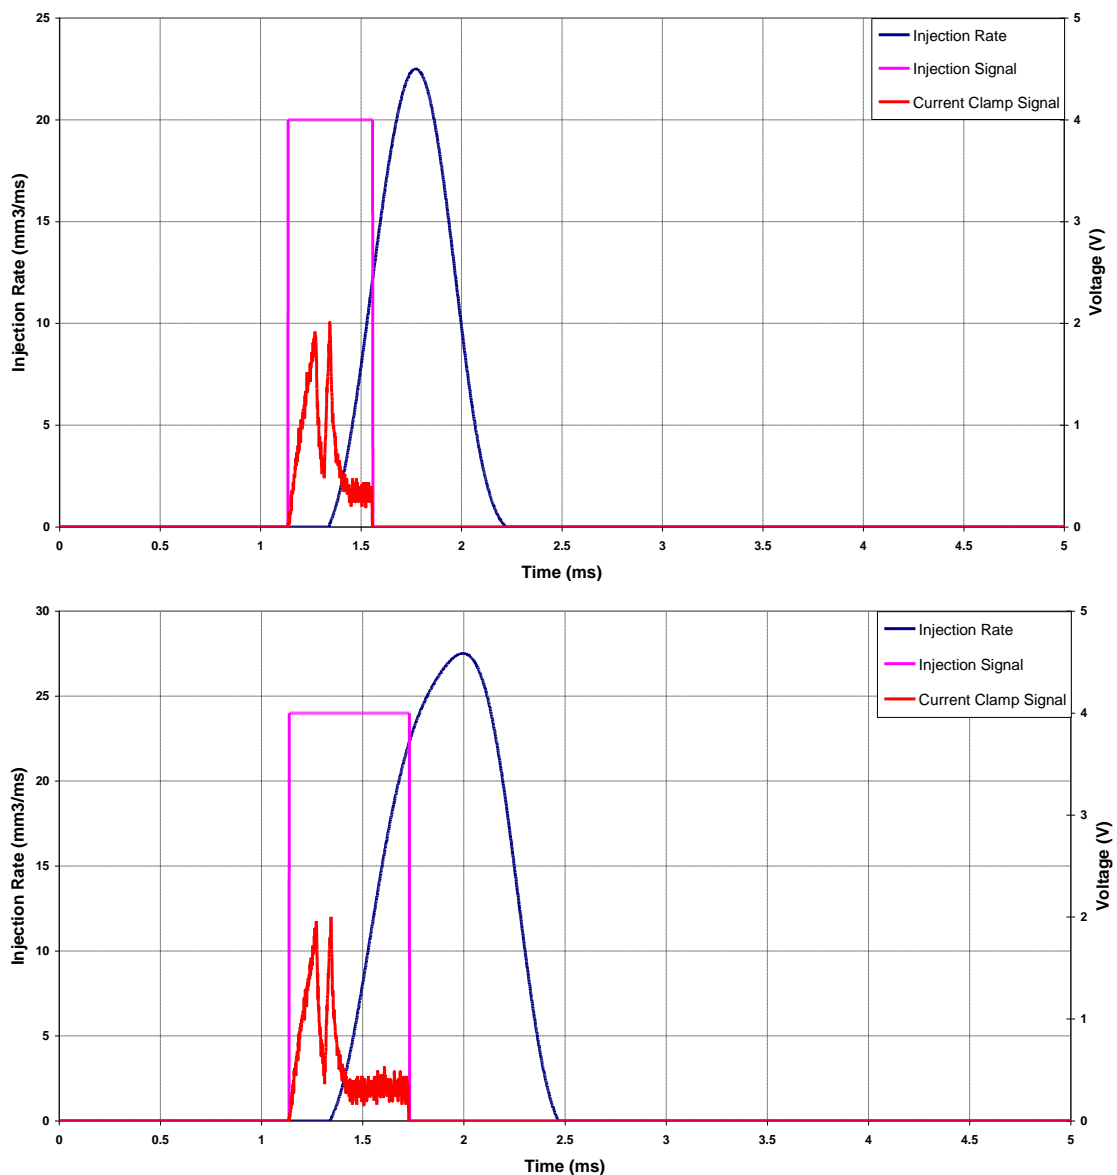 25
20
15
10
5
0
Injection Rate (mm3/ms)
5
4
3
2
1
0
Voltage (V)
Injection Rate
Injection Signal
Current Clamp Signal
0 0.5 1 1.5 2 2.5 3 3.5 4 4.5 5
Time (ms)
30
25
20
15
10
5
0
Injection Rate (mm3/ms)
5
4
3
2
1
0
Voltage (V)
Injection Rate
Injection Signal
Current Clamp Signal
0 0.5 1 1.5 2 2.5 3 3.5 4 4.5 5
Time (ms)